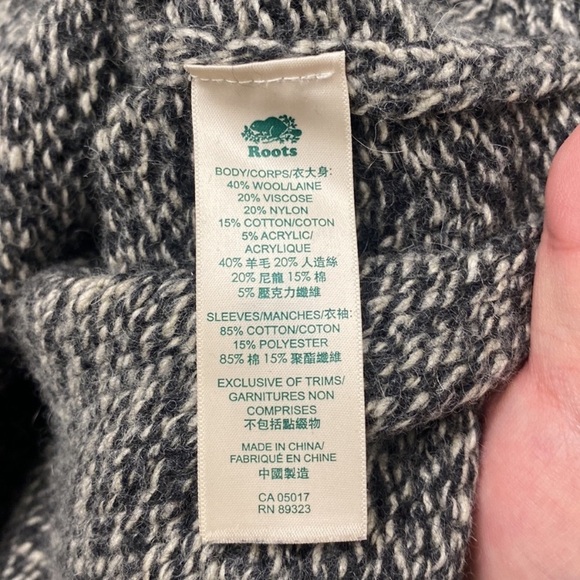 Roots
BODY/CORPS/衣大身:
40% WOOL/LAINE
20% VISCOSE
20% NYLON
15% COTTON/COTON
5% ACRYLIC/
ACRYLIQUE
40% 羊毛 20% 人造絲
20% 尼龍 15% 棉
5% 壓克力纖維
SLEEVES/MANCHES/衣袖:
85% COTTON/COTON
15% POLYESTER
85% 棉 15% 聚酯纖維
EXCLUSIVE OF TRIMS/
GARNITURES NON
COMPRISES
不包括點綴物
MADE IN CHINA/
FABRIQUÉ EN CHINE
中國製造
CA 05017
RN 89323